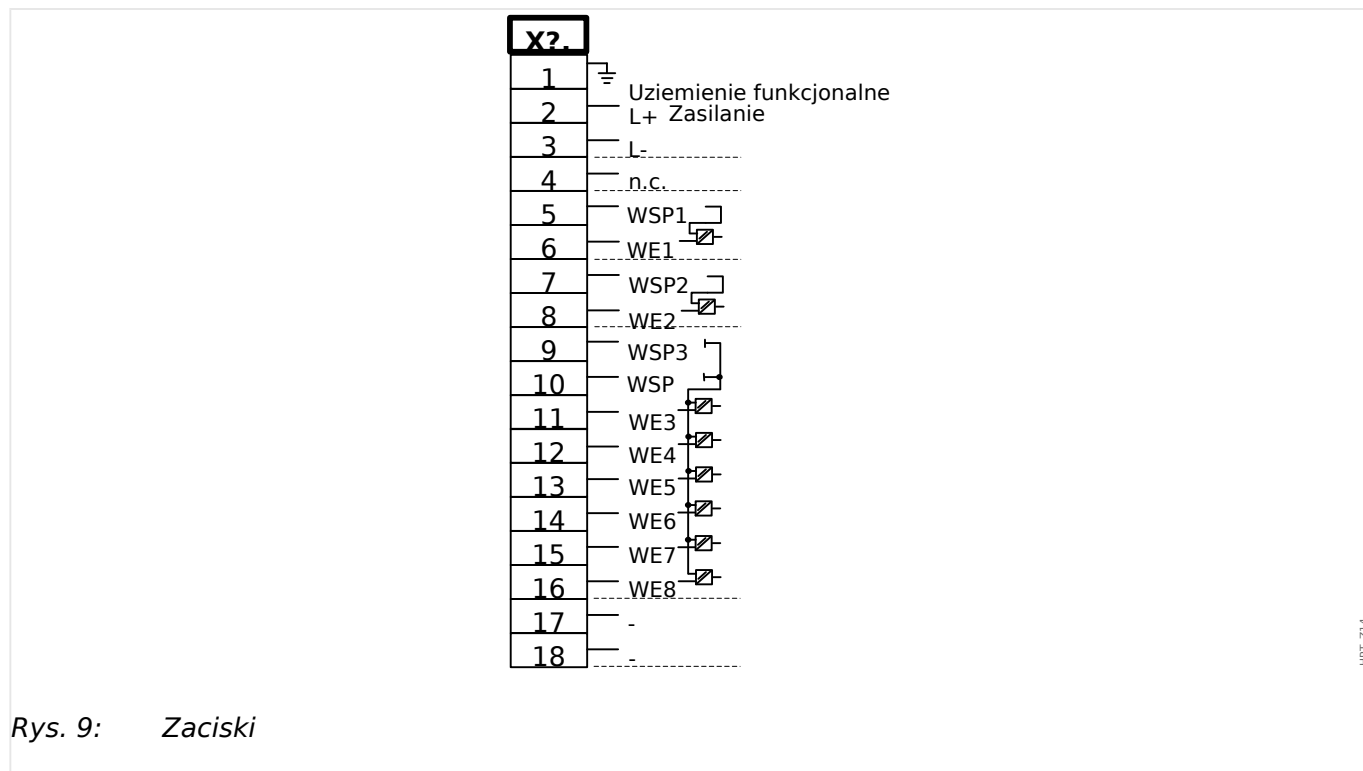 X?.
1
Uziemienie funkcjonalne
2 L+ Zasilanie
3 L-
4 n.c.
5 WSP1
6 WE1
7 WSP2
8 WE2
9 WSP3
10 WSP
11 WE3
12 WE4
13 WE5
14 WE6
15 WE7
16 WE8
17 -
18 -
Rys. 9: Zaciski